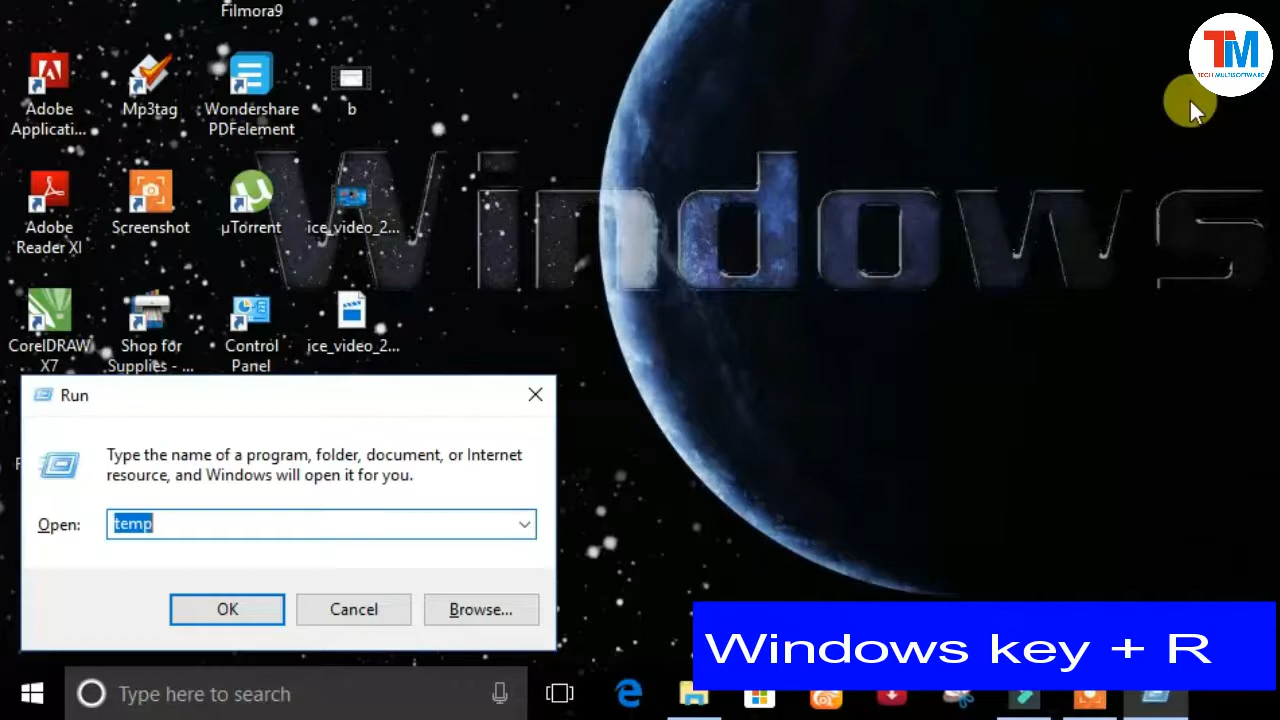 Filmora9
Adobe
Applicati...
Mp3tag
Wondershare
PDFelement
b
Adobe
Reader XI
Screenshot
µTorrent
ice_video_2...
CorelDRAW
X7
Shop for
Supplies - ...
Control
Panel
ice_video_2...
Windows
TM
TECH MULTISOFTWARE
Run
Type the name of a program, folder, document, or Internet
resource, and Windows will open it for you.
Open:
temp
OK
Cancel
Browse...
Windows key + R
Type here to search